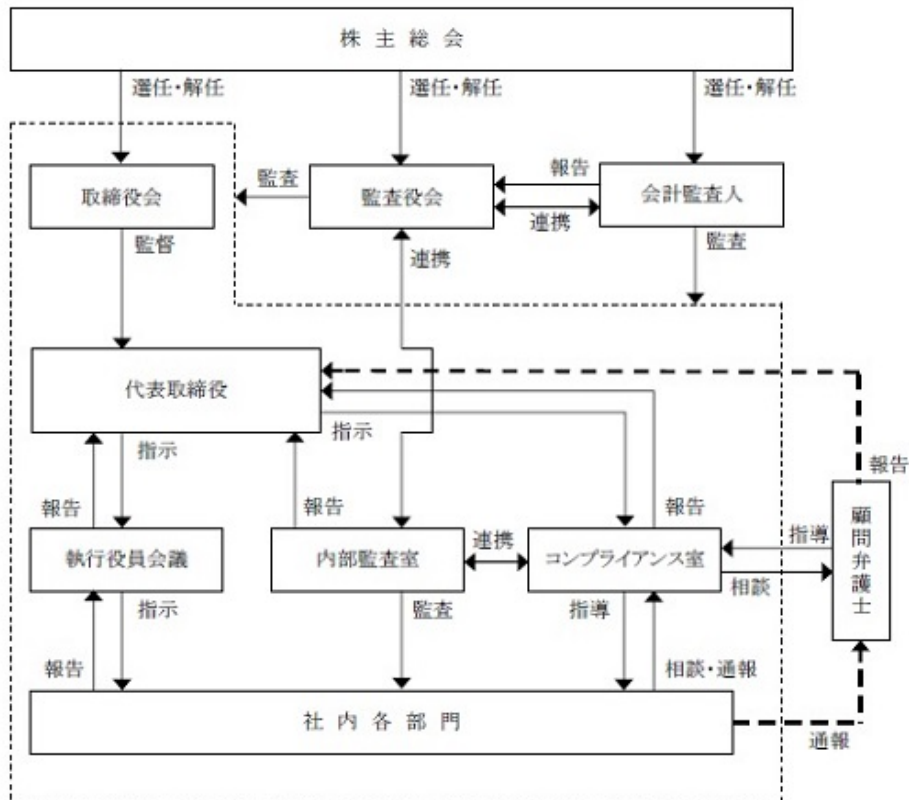 株主総会
選任・解任
選任・解任
選任・解任
取締役会
監査
監査役会
報告
連携
会計監査人
監督
連携
監査
代表取締役
指示
指示
報告
報告
報告
報告
執行役員会議
内部監査室
連携
コンプライアンス室
指導
相談
顧問弁護士
指示
監査
指導
報告
相談・通報
社内各部門
通報